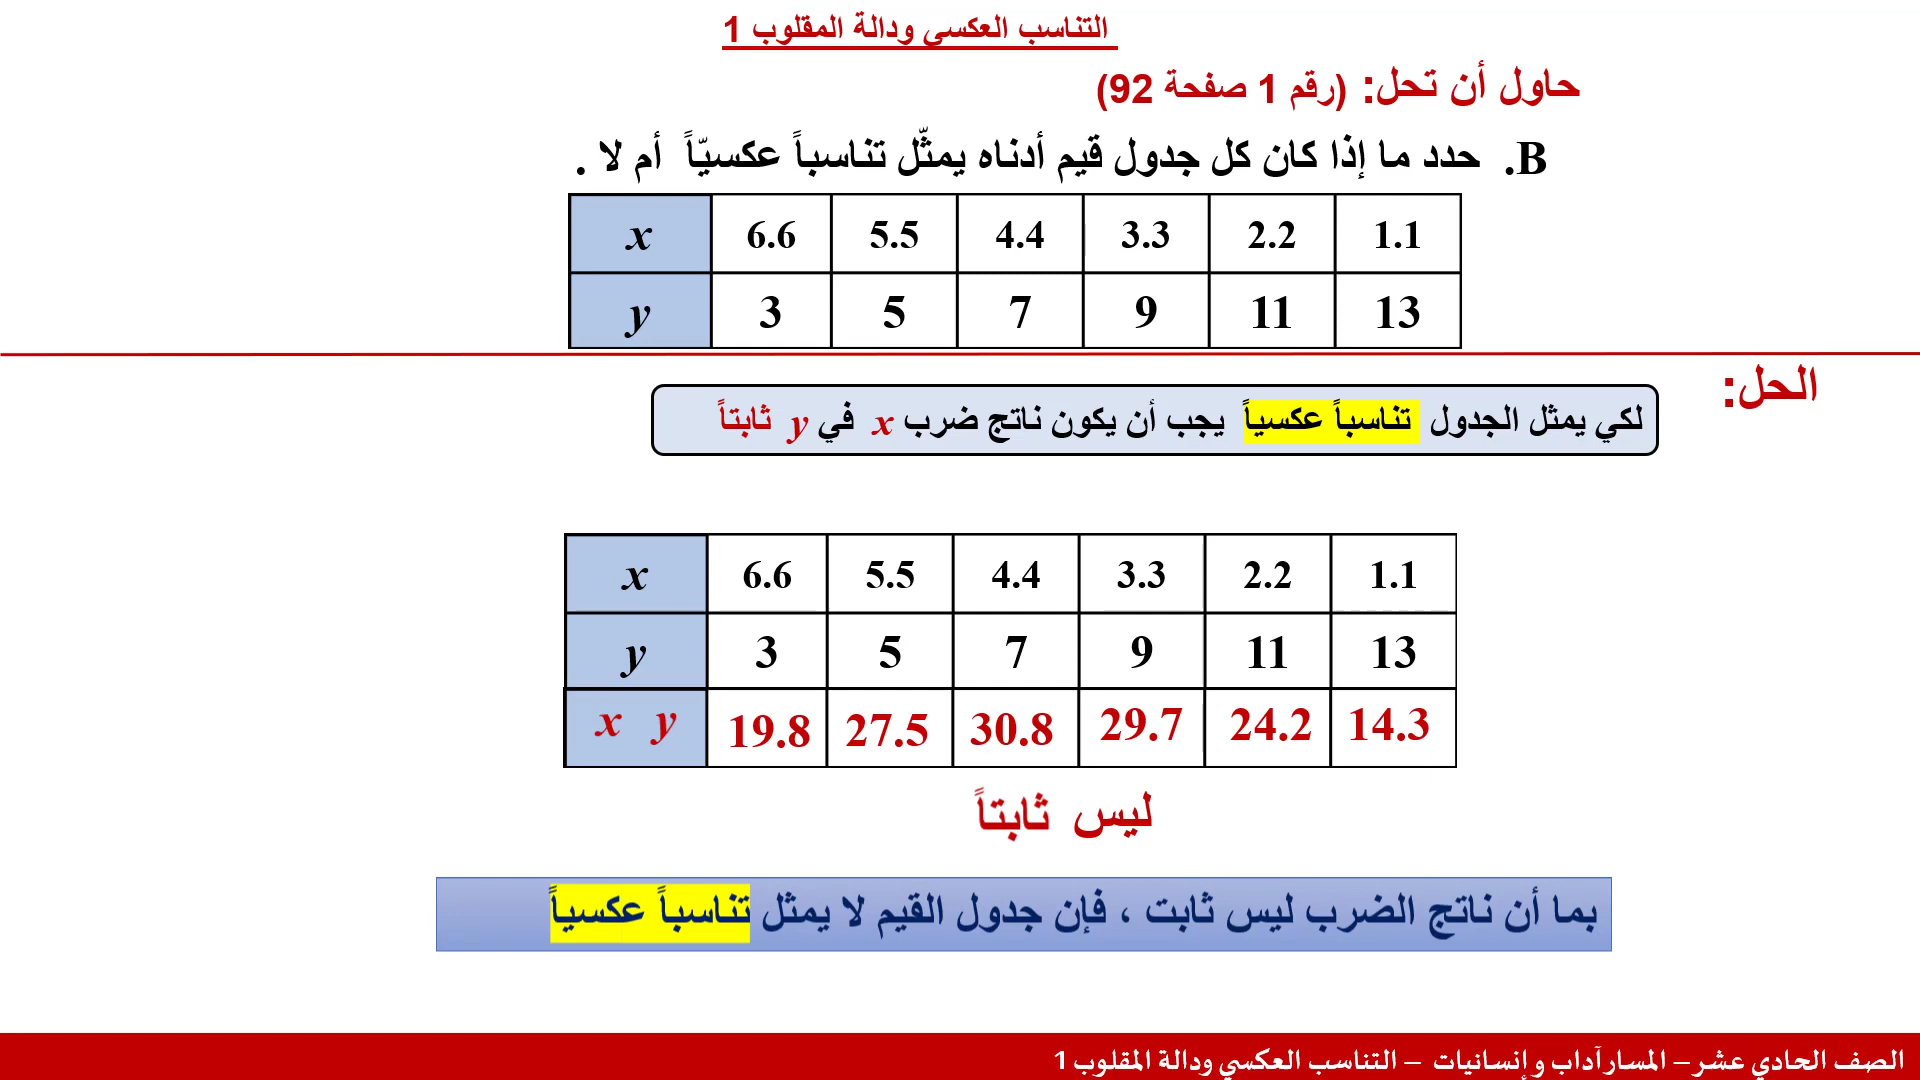 التناسب العكسي ودالة المقلوب 1
حاول أن تحل: (رقم 1 صفحة 92)
B. حدد ما إذا كان كل جدول قيم أدناه يمثّل تناسباً عكسيّاً أم لا .
x 6.6 5.5 4.4 3.3 2.2 1.1
y 3 5 7 9 11 13
الحل:
لكي يمثل الجدول تناسباً عكسياً يجب أن يكون ناتج ضرب x في y ثابتاً
x 6.6 5.5 4.4 3.3 2.2 1.1
y 3 5 7 9 11 13
x y 19.8 27.5 30.8 29.7 24.2 14.3
ليس ثابتاً
بما أن ناتج الضرب ليس ثابت ، فإن جدول القيم لا يمثل تناسباً عكسياً
الصف الحادي عشر – المسار آداب و إنسانيات – التناسب العكسي ودالة المقلوب 1